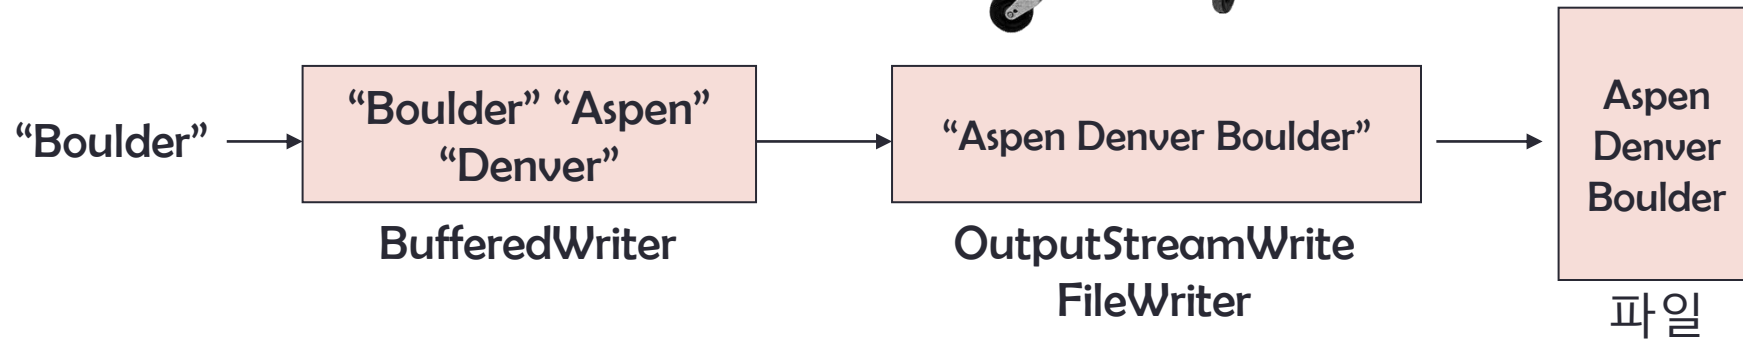 “Boulder”
“Boulder” “Aspen”
“Denver”
BufferedWriter
“Aspen Denver Boulder”
OutputStreamWrite
FileWriter
Aspen
Denver
Boulder
파일